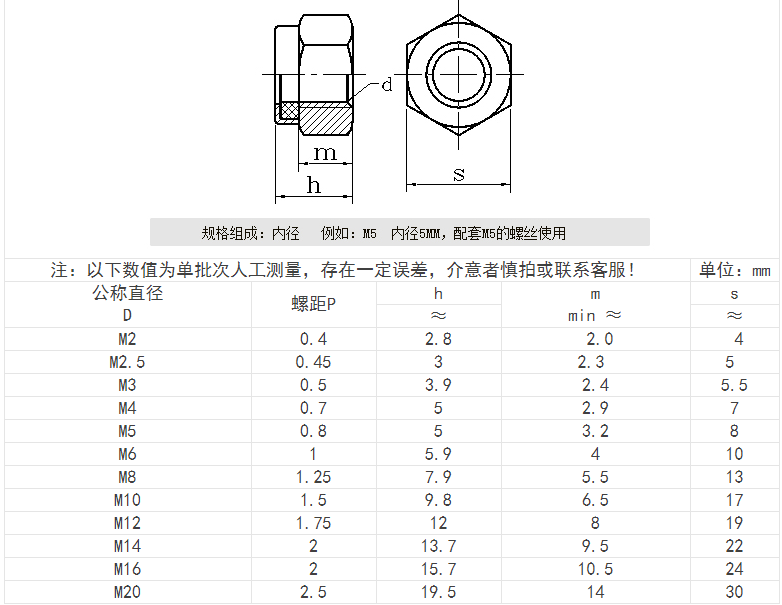 d
m
h
s
规格组成：内径 例如：M5 内径5MM，配套M5的螺丝使用
注：以下数值为单批次人工测量，存在一定误差，介意者慎拍或联系客服！ 单位：mm
公称直径 D 螺距P h ≈ m min ≈ s ≈
M2 0.4 2.8 2.0 4
M2.5 0.45 3 2.3 5
M3 0.5 3.9 2.4 5.5
M4 0.7 5 2.9 7
M5 0.8 5 3.2 8
M6 1 5.9 4 10
M8 1.25 7.9 5.5 13
M10 1.5 9.8 6.5 17
M12 1.75 12 8 19
M14 2 13.7 9.5 22
M16 2 15.7 10.5 24
M20 2.5 19.5 14 30